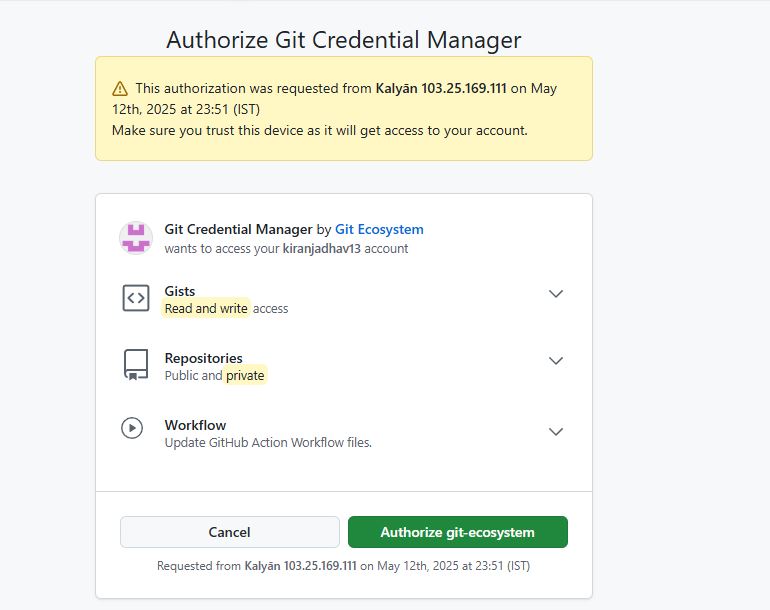 Authorize Git Credential Manager
This authorization was requested from Kalyān 103.25.169.111 on May
12th, 2025 at 23:51 (IST)
Make sure you trust this device as it will get access to your account.
Git Credential Manager by Git Ecosystem
wants to access your kiranjadhav13 account
Gists
Read and write access
Repositories
Public and private
Workflow
Update GitHub Action Workflow files.
Cancel
Authorize git-ecosystem
Requested from Kalyān 103.25.169.111 on May 12th, 2025 at 23:51 (IST)